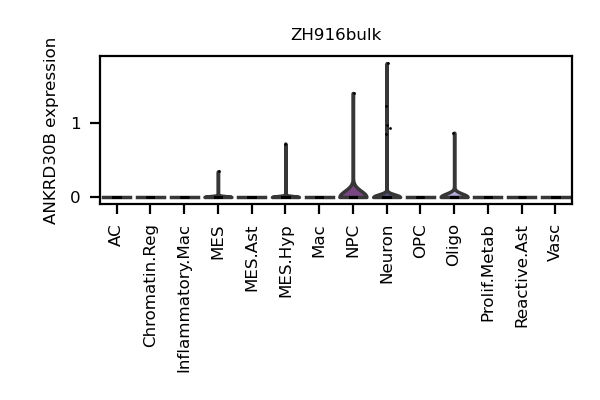 ZH916bulk
ANKRD30B expression
1
0
AC
Chromatin.Reg
Inflammatory.Mac
MES
MES.Ast
MES.Hyp
Mac
NPC
Neuron
OPC
Oligo
Prolif.Metab
Reactive.Ast
Vasc